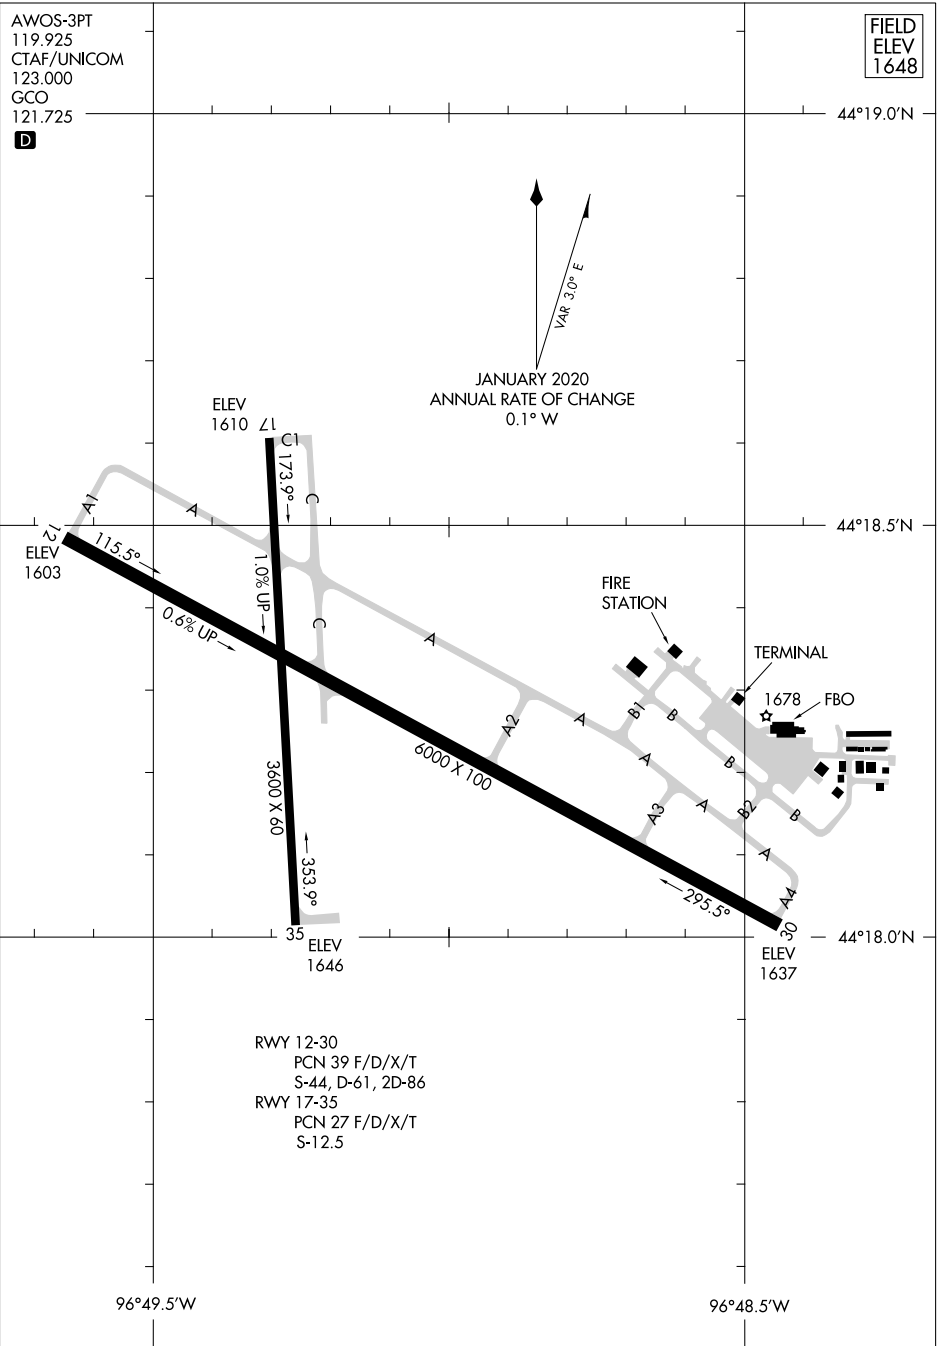 AWOS-3PT
119.925
CTAF/UNICOM
123.000
GCO
121.725
D
FIELD
ELEV
1648
44°19.0'N
VAR 3.0° E
JANUARY 2020
ANNUAL RATE OF CHANGE
0.1° W
ELEV
1610
17
C1
173.9°
C
A1
A
12
ELEV
1603
115.5°
44°18.5'N
1.0% UP
0.6% UP
C
A
FIRE
STATION
TERMINAL
1678
FBO
A2
A
B1
B
A
B
6000 X 100
3600 X 60
A3
A
B2
B
A
353.9°
295.5°
A4
35
30
ELEV
1646
44°18.0'N
ELEV
1637
RWY 12-30
PCN 39 F/D/X/T
S-44, D-61, 2D-86
RWY 17-35
PCN 27 F/D/X/T
S-12.5
96°49.5'W
96°48.5'W